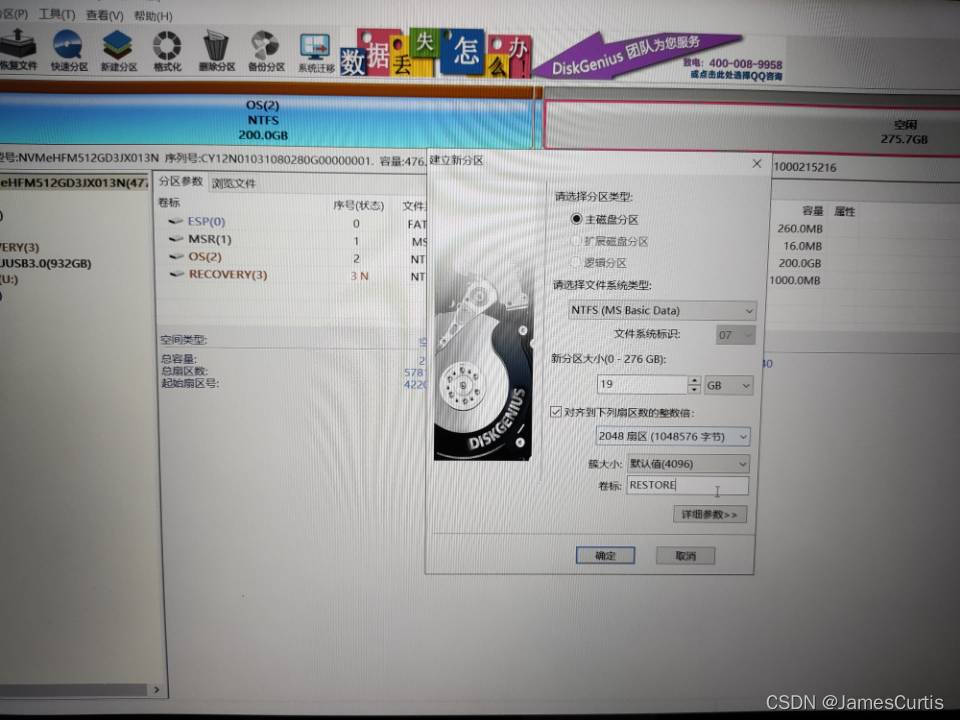 分区(P) 工具(T) 查看(V) 帮助(H)
恢复文件 快速分区 新建分区 格式化 删除分区 备份分区 系统迁移
数据丢失怎么办!
DiskGenius 团队为您服务
致电: 400-008-9958
或点击此处选择QQ咨询
OS(2)
NTFS
200.0GB
空闲
275.7GB
型号:NVMeHFM512GD3JX013N 序列号:CY12N01031080280G00000001. 容量:476.
1000215216
eHFM512GD3JX013N(477
VERY(3)
USB3.0(932GB)
(U:)
分区参数 浏览文件
卷标 序号(状态) 文件 容量 属性
ESP(0) 0 FAT 260.0MB
MSR(1) 1 MS 16.0MB
OS(2) 2 NT 200.0GB
RECOVERY(3) 3 N NT 1000.0MB
空间类型:
总容量: 2
总扇区数: 578
起始扇区号: 4220
建立新分区
请选择分区类型:
主磁盘分区
扩展磁盘分区
逻辑分区
请选择文件系统类型:
NTFS (MS Basic Data)
文件系统标识: 07
新分区大小(0 - 276 GB):
19 GB
对齐到下列扇区数的整数倍:
2048 扇区 (1048576 字节)
簇大小: 默认值(4096)
卷标: RESTORE
详细参数>>
确定 取消
DISKGENIUS
CSDN @JamesCurtis